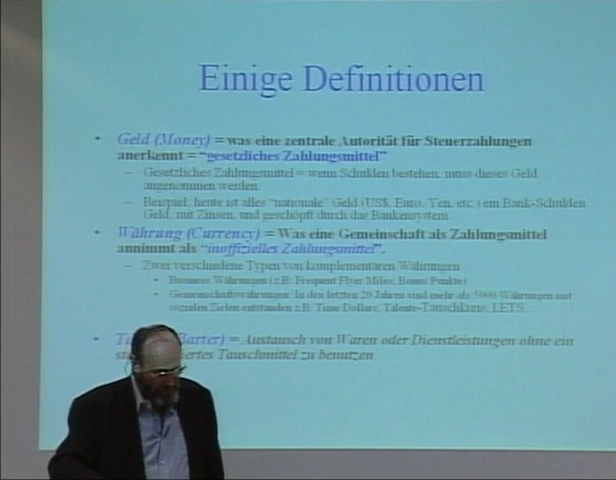 Einige Definitionen
• Geld (Money) = was eine zentrale Autorität für Steuerzahlungen
anerkennt = "gesetzliches Zahlungsmittel"
– Gesetzliches Zahlungsmittel = wenn Schulden bestehen, muss dieses Geld
angenommen werden.
– Beispiel: heute ist alles "nationale" Geld (US$, Euro, Yen, etc.) ein Bank-Schulden
Geld, mit Zinsen, und geschöpft durch das Bankensystem.
• Währung (Currency) = Was eine Gemeinschaft als Zahlungsmittel
annimmt als "inoffizielles Zahlungsmittel".
– Zwei verschiedene Typen von komplementären Währungen
• Business Währungen (z.B. Frequent Flyer Miles, Bonus Punkte)
• Gemeinschaftswährungen: In den letzten 20 Jahren sind mehr als 5000 Währungen mit
sozialen Zielen entstanden z.B. Time Dollars, Talente-Tauschkreis, LETS.
• (Barter) = Austausch von Waren oder Dienstleistungen ohne ein
Tauschmittel zu benutzen